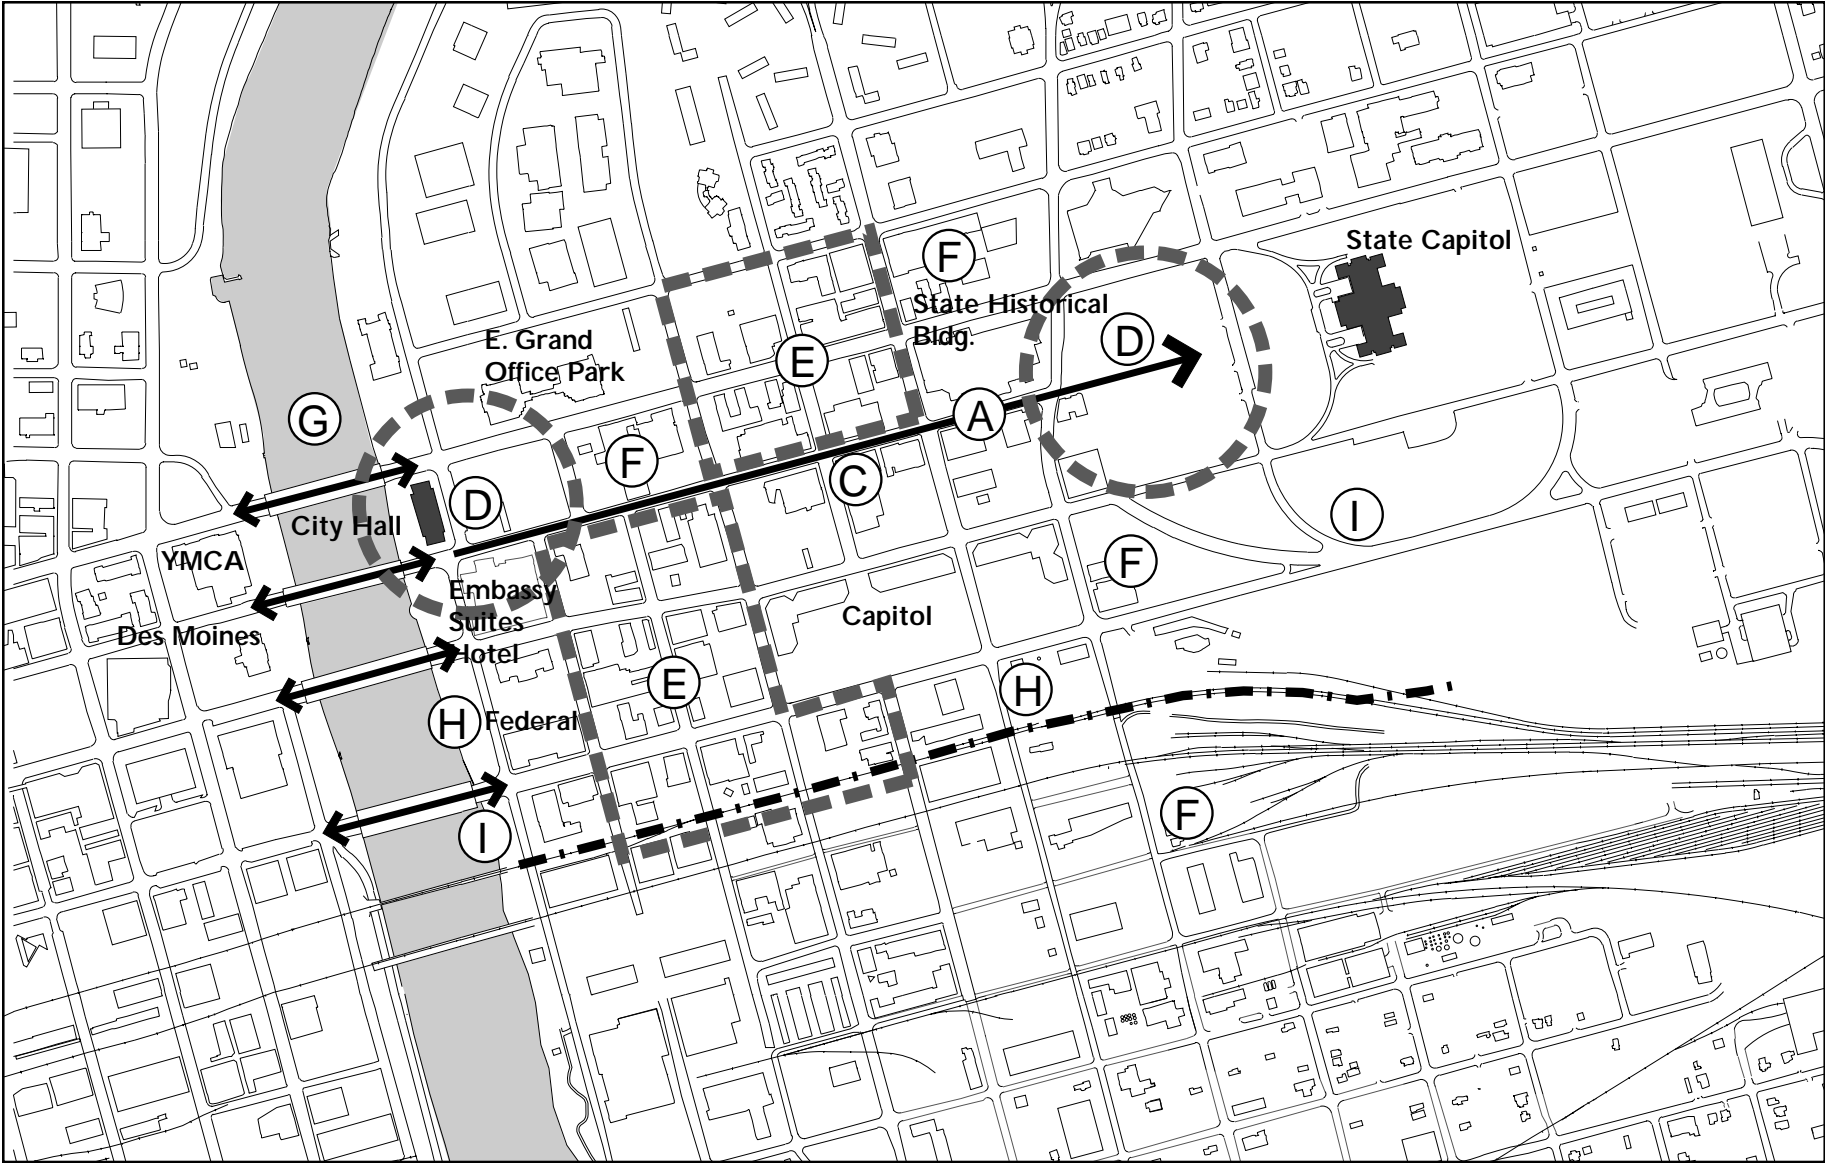 State Capitol
F
State Historical
Bldg.
D
E. Grand
Office Park
E
A
G
F
C
D
City Hall
I
YMCA
F
Embassy
Suites
Hotel
Capitol
Des Moines
E
H
H
Federal
F
I